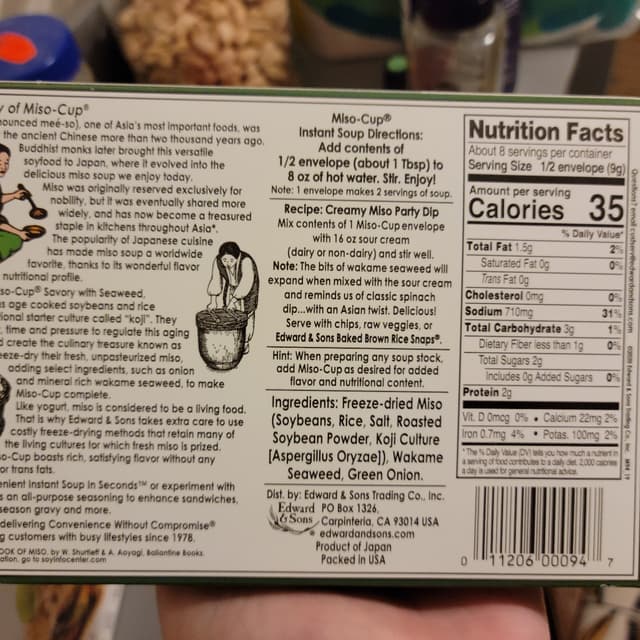 y of Miso-Cup®
ounced meé-so), one of Asia's most important foods, was
the ancient Chinese more than two thousand years ago.
Buddhist monks later brought this versatile
soyfood to Japan, where it evolved into the
delicious miso soup we enjoy today.
Miso was originally reserved exclusively for
nobility, but it was eventually shared more
widely, and has now become a treasured
staple in kitchens throughout Asia*.
The popularity of Japanese cuisine
has made miso soup a worldwide
favorite, thanks to its wonderful flavor
nutritional profile.
so-Cup® Savory with Seaweed,
s age cooked soybeans and rice
ional starter culture called "koji". They
, time and pressure to regulate this aging
d create the culinary treasure known as
eeze-dry their fresh, unpasteurized miso,
adding select ingredients, such as onion
and mineral rich wakame seaweed, to make
Miso-Cup complete.
Like yogurt, miso is considered to be a living food.
That is why Edward & Sons takes extra care to use
costly freeze-drying methods that retain many of
the living cultures for which fresh miso is prized.
so-Cup boasts rich, satisfying flavor without any
or trans fats.
enient Instant Soup in Seconds™ or experiment with
s an all-purpose seasoning to enhance sandwiches,
season gravy and more.
delivering Convenience Without Compromise®
g customers with busy lifestyles since 1978.
OOK OF MISO, by W. Shurtleff & A. Aoyagi, Ballantine Books.
ation, go to soyinfocenter.com
Miso-Cup®
Instant Soup Directions:
Add contents of
1/2 envelope (about 1 Tbsp) to
8 oz of hot water. Stir. Enjoy!
Note: 1 envelope makes 2 servings of soup.
Recipe: Creamy Miso Party Dip
Mix contents of 1 Miso-Cup envelope
with 16 oz sour cream
(dairy or non-dairy) and stir well.
Note: The bits of wakame seaweed will
expand when mixed with the sour cream
and reminds us of classic spinach
dip...with an Asian twist. Delicious!
Serve with chips, raw veggies, or
Edward & Sons Baked Brown Rice Snaps®.
Hint: When preparing any soup stock,
add Miso-Cup as desired for added
flavor and nutritional content.
Ingredients: Freeze-dried Miso
(Soybeans, Rice, Salt, Roasted
Soybean Powder, Koji Culture
[Aspergillus Oryzae]), Wakame
Seaweed, Green Onion.
Dist. by: Edward & Sons Trading Co., Inc.
Edward & Sons
PO Box 1326,
Carpinteria, CA 93014 USA
edwardandsons.com
Product of Japan
Packed in USA
Nutrition Facts
About 8 servings per container
Serving Size 1/2 envelope (9g)
Amount per serving
Calories 35
% Daily Value*
Total Fat 1.5g 2%
Saturated Fat 0g 0%
Trans Fat 0g
Cholesterol 0mg 0%
Sodium 710mg 31%
Total Carbohydrate 3g 1%
Dietary Fiber less than 1g 0%
Total Sugars 2g
Includes 0g Added Sugars 0%
Protein 2g
Vit. D 0mcg 0% • Calcium 22mg 2%
Iron 0.7mg 4% • Potas. 100mg 2%
* The % Daily Value (DV) tells you how much a nutrient in
a serving of food contributes to a daily diet. 2,000 calories
a day is used for general nutritional advice.
0 11206 00094 7